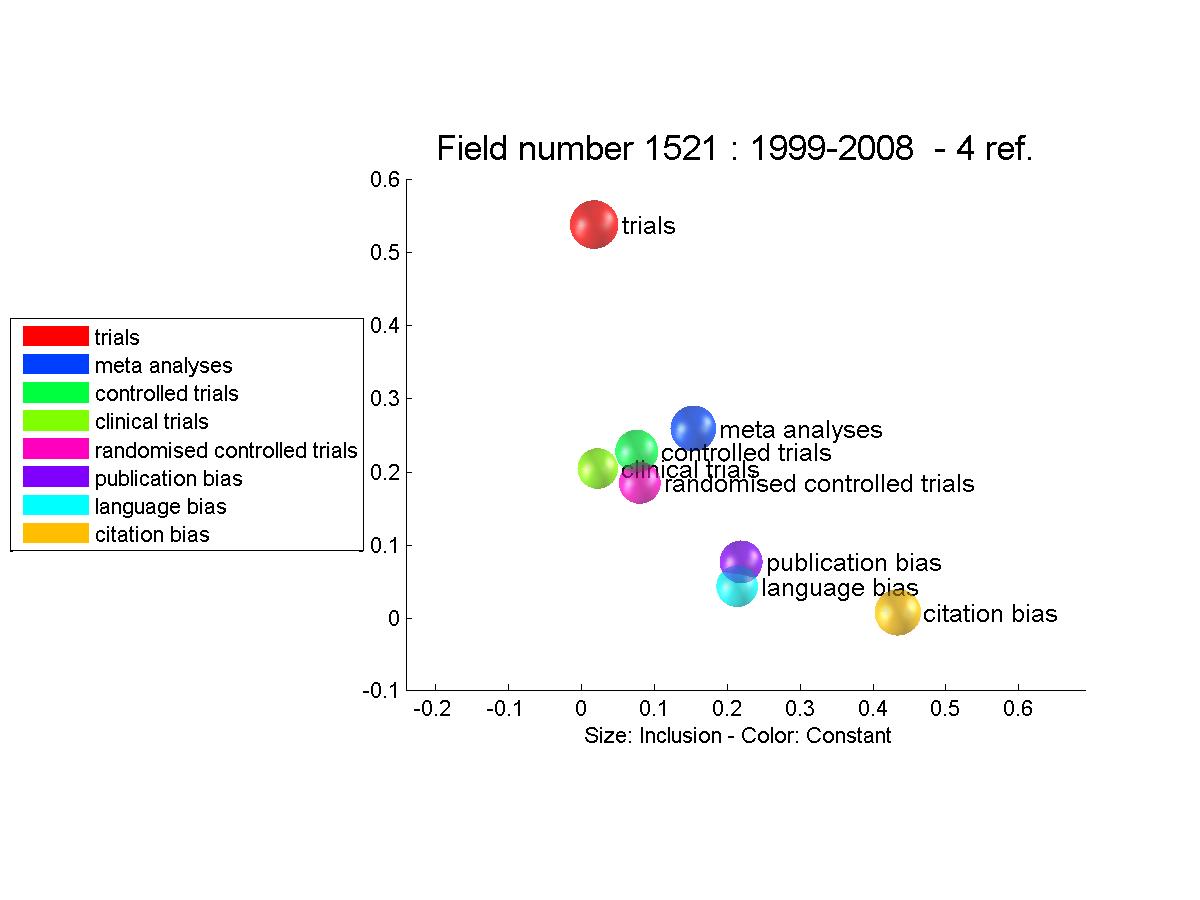 Field number 1521 : 1999-2008  - 4 ref.
0.6
0.5
0.4
0.3
0.2
0.1
0
-0.1
trials
meta analyses
controlled trials
clinical trials
randomised controlled trials
publication bias
language bias
citation bias
trials
meta analyses
controlled trials
clinical trials
randomised controlled trials
publication bias
language bias
citation bias
-0.2 -0.1 0 0.1 0.2 0.3 0.4 0.5 0.6
Size: Inclusion - Color: Constant